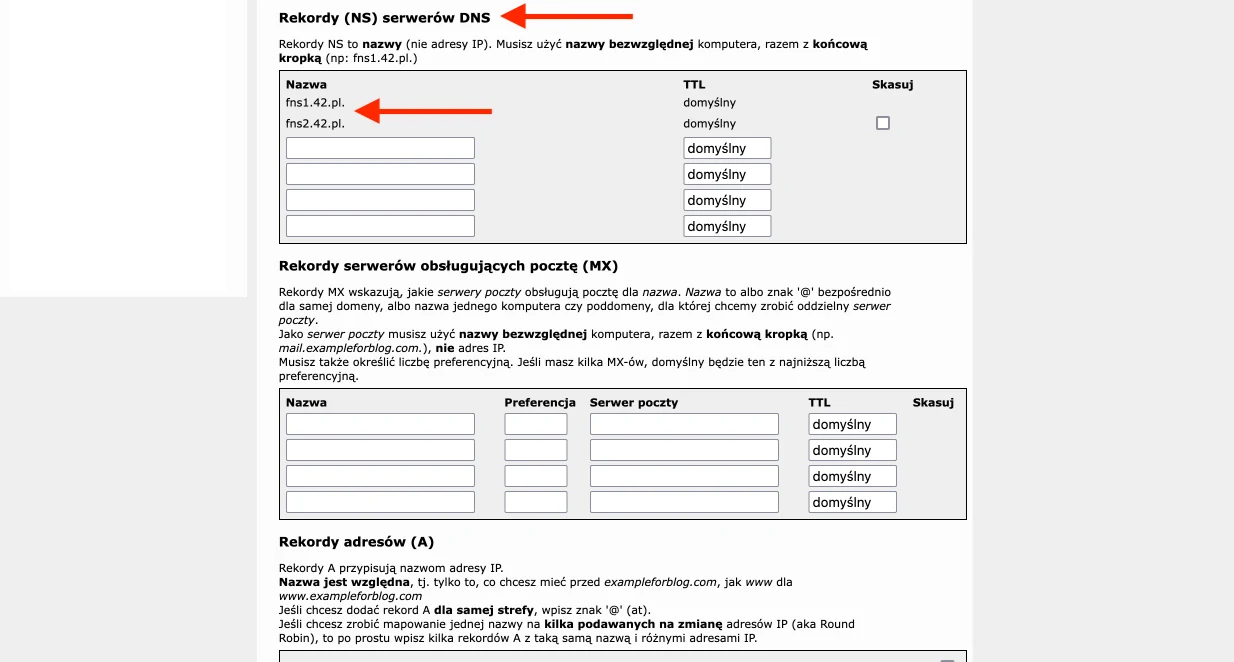 Rekordy (NS) serwerów DNS
Rekordy NS to nazwy (nie adresy IP). Musisz użyć nazwy bezwzględnej komputera, razem z końcową
kropką (np: fns1.42.pl.)
Nazwa TTL Skasuj
fns1.42.pl. domyślny
fns2.42.pl. domyślny
domyślny
domyślny
domyślny
domyślny
Rekordy serwerów obsługujących pocztę (MX)
Rekordy MX wskazują, jakie serwery poczty obsługują pocztę dla nazwa. Nazwa to albo znak '@' bezpośrednio
dla samej domeny, albo nazwa jednego komputera czy poddomeny, dla której chcemy zrobić oddzielny serwer
poczty.
Jako serwer poczty musisz użyć nazwy bezwzględnej komputera, razem z końcową kropką (np.
mail.exampleforblog.com.), nie adres IP.
Musisz także określić liczbę preferencyjną. Jeśli masz kilka MX-ów, domyślny będzie ten z najniższą liczbą
preferencyjną.
Nazwa Preferencja Serwer poczty TTL Skasuj
domyślny
domyślny
domyślny
domyślny
Rekordy adresów (A)
Rekordy A przypisują nazwom adresy IP.
Nazwa jest względna, tj. tylko to, co chcesz mieć przed exampleforblog.com, jak www dla
www.exampleforblog.com
Jeśli chcesz dodać rekord A dla samej strefy, wpisz znak '@' (at).
Jeśli chcesz zrobić mapowanie jednej nazwy na kilka podawanych na zmianę adresów IP (aka Round
Robin), to po prostu wpisz kilka rekordów A z taką samą nazwą i różnymi adresami IP.